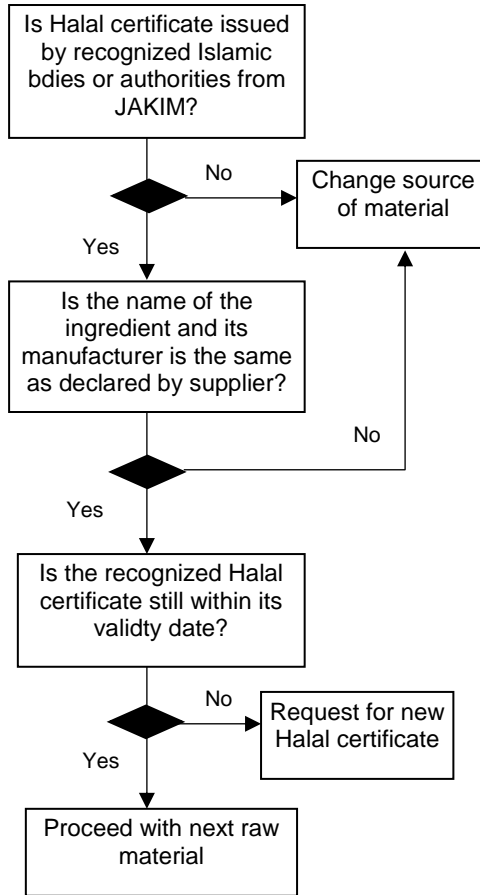 Is Halal certificate issued
by recognized Islamic
bdies or authorities from
JAKIM?
No
Change source
of material
Yes
Is the name of the
ingredient and its
manufacturer is the same
as declared by supplier?
No
Yes
Is the recognized Halal
certificate still within its
validty date?
No
Request for new
Halal certificate
Yes
Proceed with next raw
material